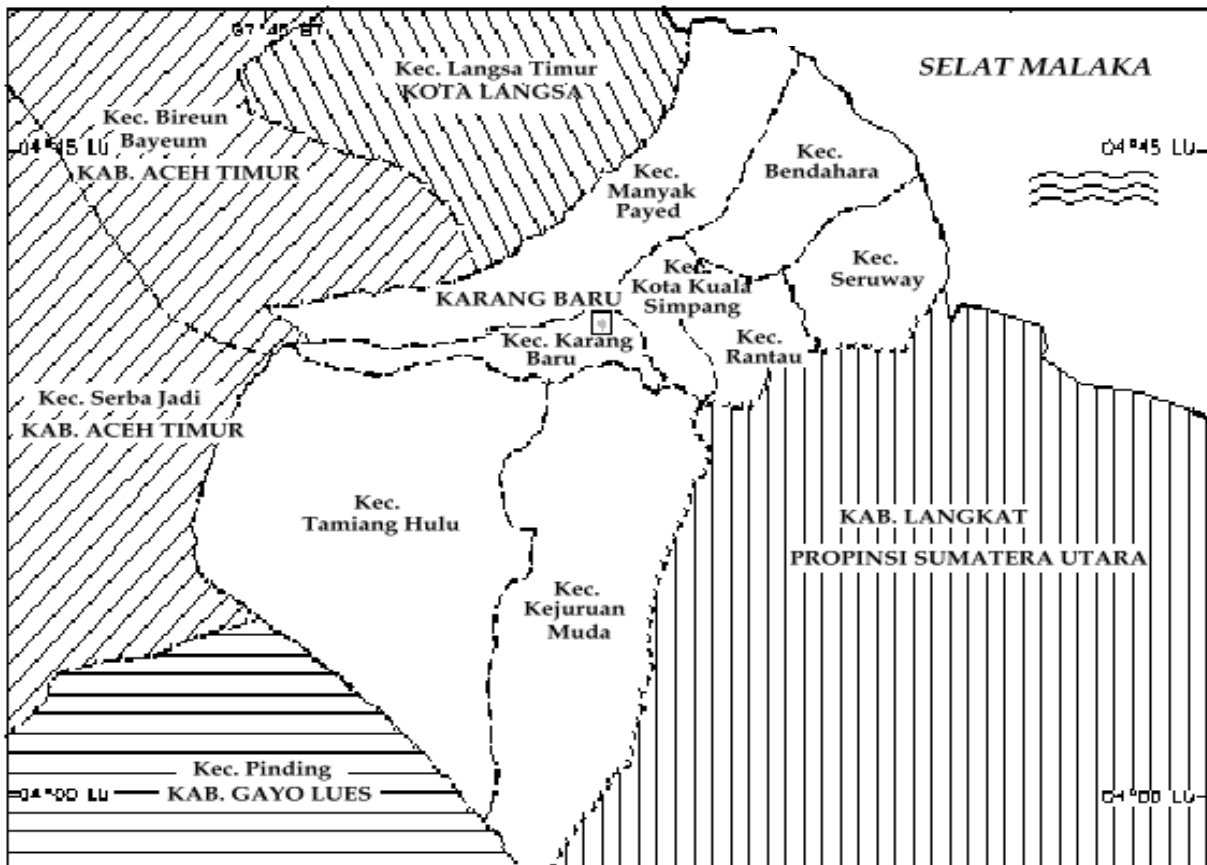 97°45 BT
Kec. Langsa Timur
KOTA LANGSA
SELAT MALAKA
Kec. Bireun
Bayeum
KAB. ACEH TIMUR
04°45 LU
04°45 LU
Kec.
Manyak
Payed
Kec.
Bendahara
Kec.
Seruway
Kec.
Kota Kuala
Simpang
KARANG BARU
Kec. Karang
Baru
Kec.
Rantau
Kec. Serba Jadi
KAB. ACEH TIMUR
Kec.
Tamiang Hulu
KAB. LANGKAT
PROPINSI SUMATERA UTARA
Kec.
Kejuruan
Muda
Kec. Pinding
KAB. GAYO LUES
04°00 LU
04°00 LU